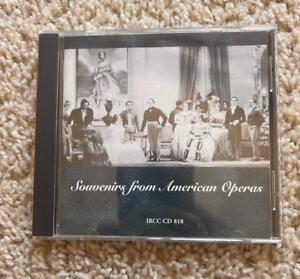 Souvenirs from American Operas
IRCC CD 818